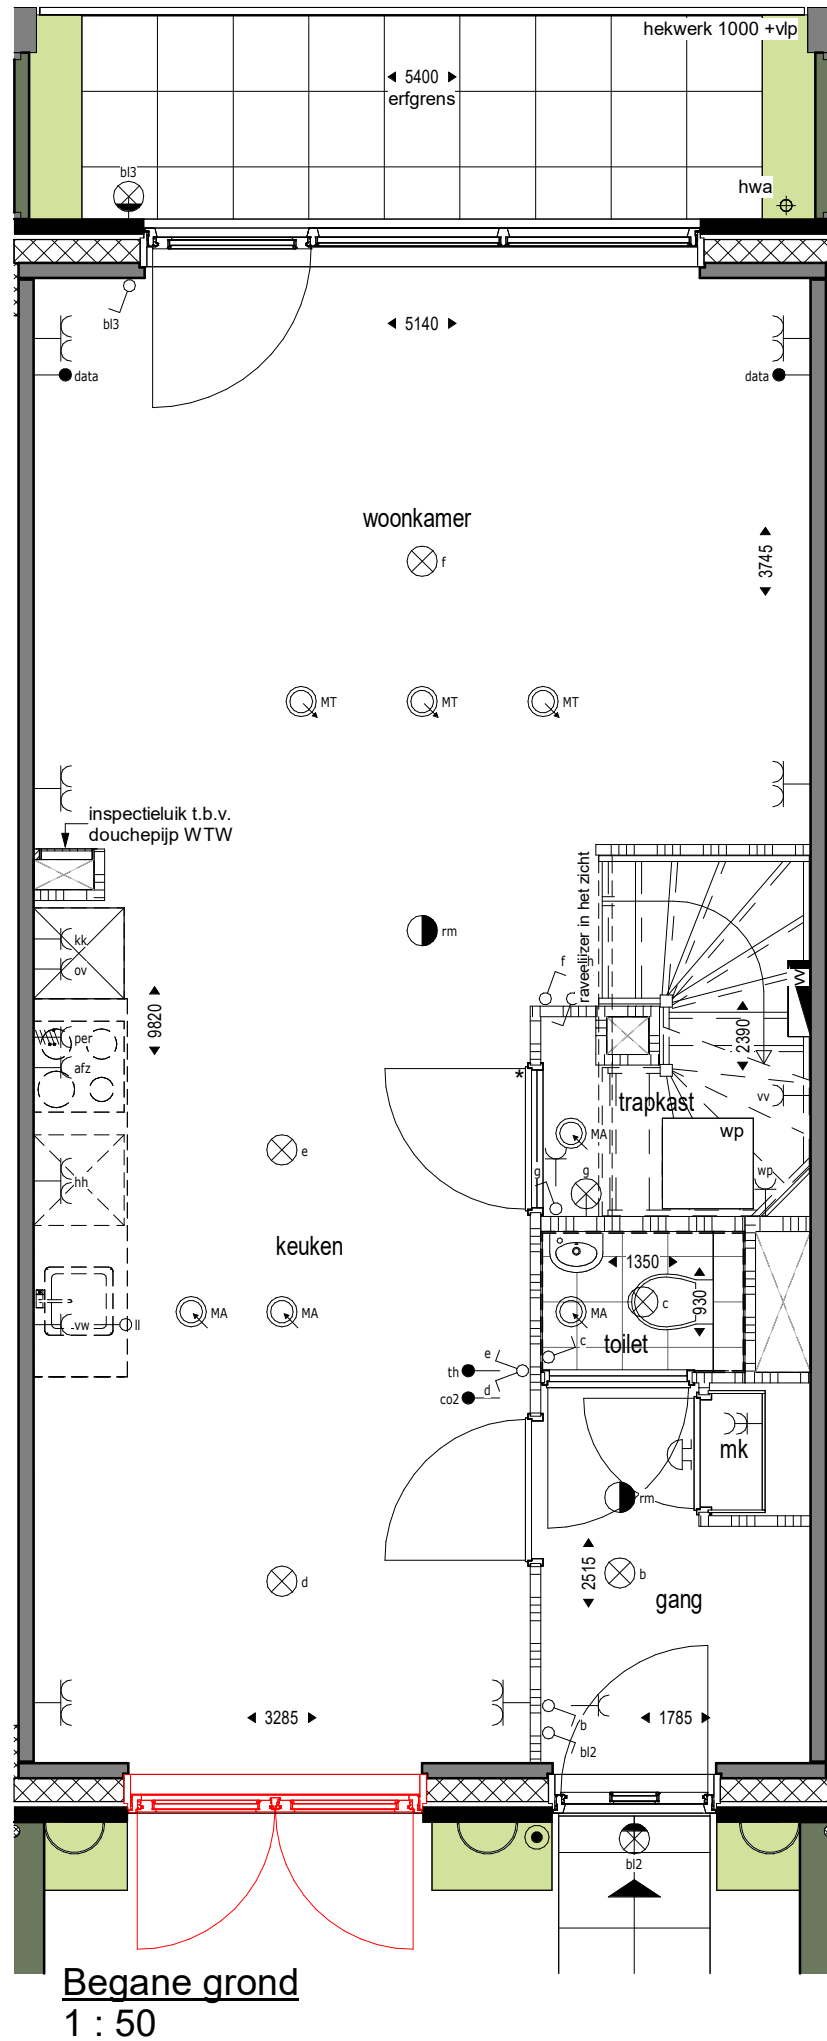 hekwerk 1000 +vlp
5400
erfgrens
bl3
hwa
bl3
5140
data
data
woonkamer
f
3745
MT
MT
MT
inspectieluik t.b.v.
douchepijp WTW
raveelijzer in het zicht
rm
kk
ov
f
h
9820
per
afz
2390
*
trapkast
vv
MA
wp
wp
e
g
g
hh
keuken
1350
930
c
MA
MA
MA
vw
ll
toilet
c
e
th
d
co2
mk
rm
2515
b
d
gang
3285
1785
b
bl2
bl2
Begane grond
1 : 50